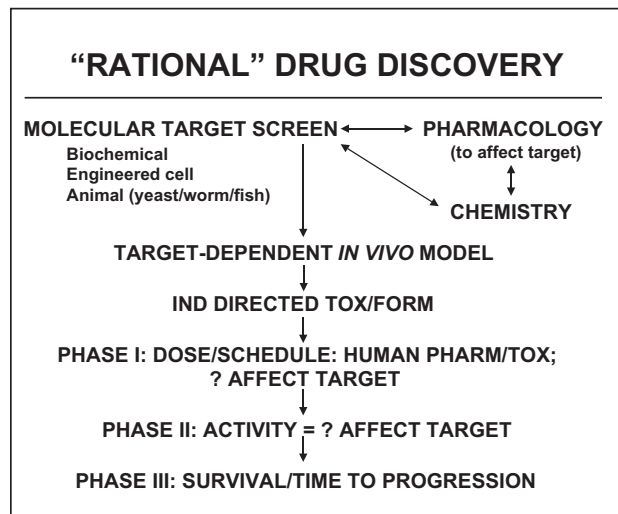 “RATIONAL” DRUG DISCOVERY
MOLECULAR TARGET SCREEN
PHARMACOLOGY
Biochemical
(to affect target)
Engineered cell
Animal (yeast/worm/fish)
CHEMISTRY
TARGET-DEPENDENT IN VIVO MODEL
IND DIRECTED TOX/FORM
PHASE I: DOSE/SCHEDULE: HUMAN PHARM/TOX;
? AFFECT TARGET
PHASE II: ACTIVITY = ? AFFECT TARGET
PHASE III: SURVIVAL/TIME TO PROGRESSION